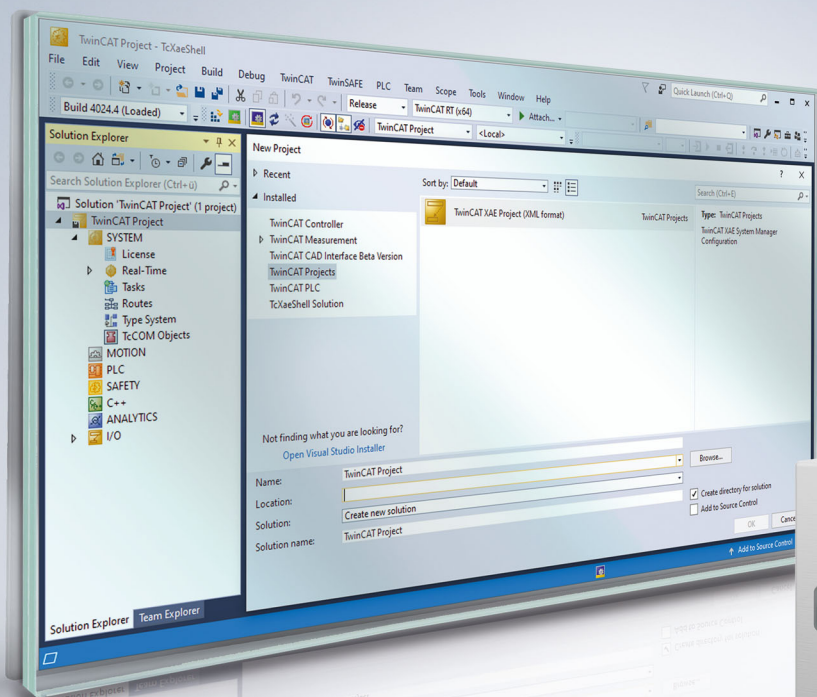 TwinCAT Project - TcXaeShell
File Edit View Project Build Debug TwinCAT TwinSAFE PLC Team Scope Tools Window Help
Quick Launch (Ctrl+Q)
Release
TwinCAT RT (x64)
Attach...
Build 4024.4 (Loaded)
TwinCAT Project
<Local>
Solution Explorer
Search Solution Explorer (Ctrl+ü)
Solution 'TwinCAT Project' (1 project)
TwinCAT Project
SYSTEM
License
Real-Time
Tasks
Routes
Type System
TcCOM Objects
MOTION
PLC
SAFETY
C++
ANALYTICS
I/O
Solution Explorer
Team Explorer
New Project
? X
Recent
Installed
TwinCAT Controller
TwinCAT Measurement
TwinCAT CAD Interface Beta Version
TwinCAT Projects
TwinCAT PLC
TcXaeShell Solution
Not finding what you are looking for?
Open Visual Studio Installer
Sort by: Default
TwinCAT XAE Project (XML format)
TwinCAT Projects
Search (Ctrl+E)
Type: TwinCAT Projects
TwinCAT XAE System Manager
Configuration
Name: TwinCAT Project
Location:
Browse...
Solution: Create new solution
Solution name: TwinCAT Project
Create directory for solution
Add to Source Control
OK
Cance
Add to Source Control